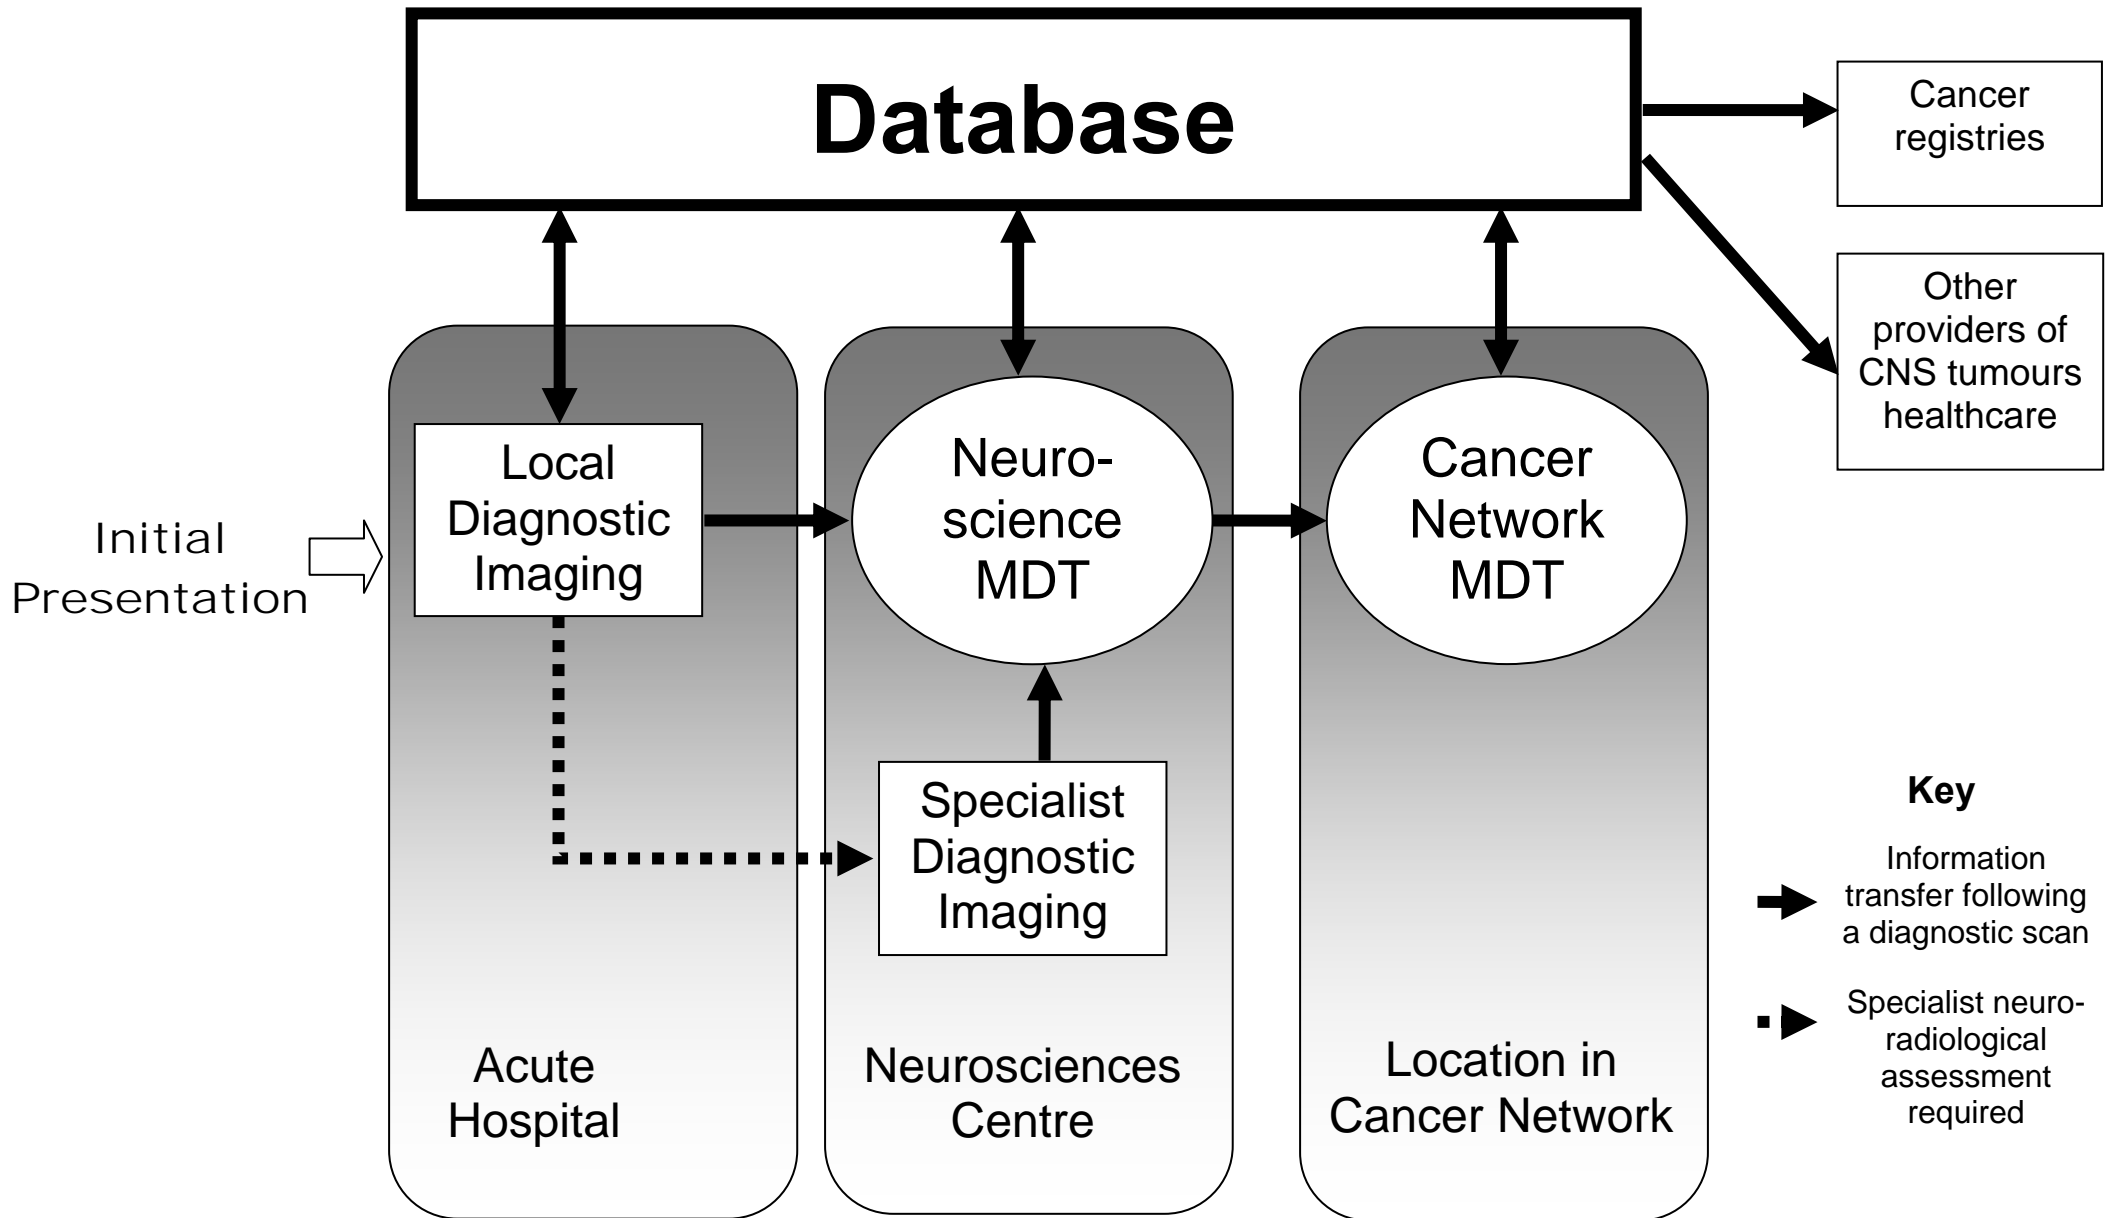 Database
Cancer
registries
Other
providers of
CNS tumours
healthcare
Initial
Presentation
Local
Diagnostic
Imaging
Neuro-
science
MDT
Cancer
Network
MDT
Specialist
Diagnostic
Imaging
Acute
Hospital
Neurosciences
Centre
Location in
Cancer Network
Key
Information
transfer following
a diagnostic scan
Specialist neuro-
radiological
assessment
required